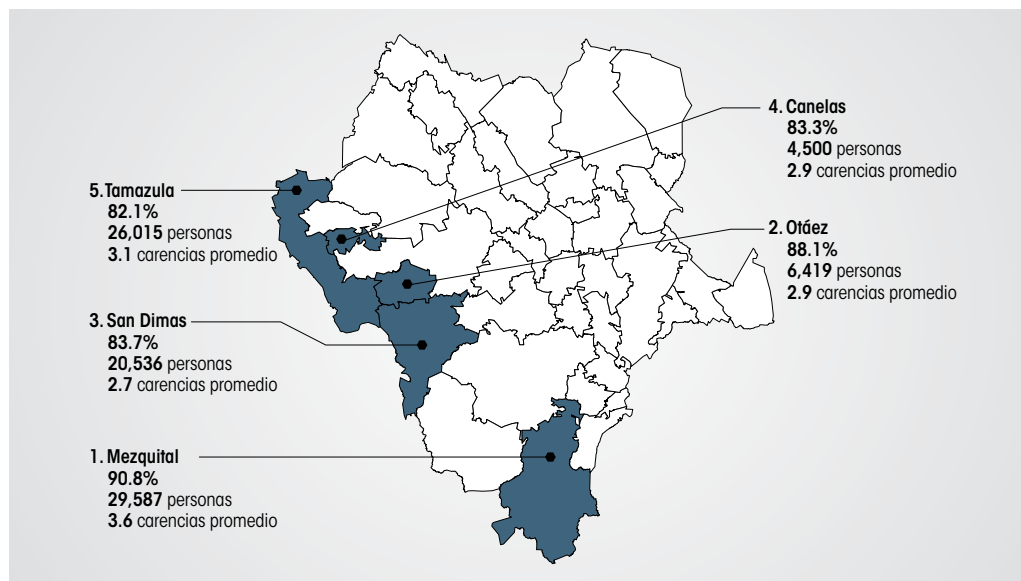 4. Canelas
83.3%
4,500 personas
2.9 carencias promedio
5. Tamazula
82.1%
26,015 personas
3.1 carencias promedio
2. Otáez
88.1%
6,419 personas
2.9 carencias promedio
3. San Dimas
83.7%
20,536 personas
2.7 carencias promedio
1. Mezquital
90.8%
29,587 personas
3.6 carencias promedio